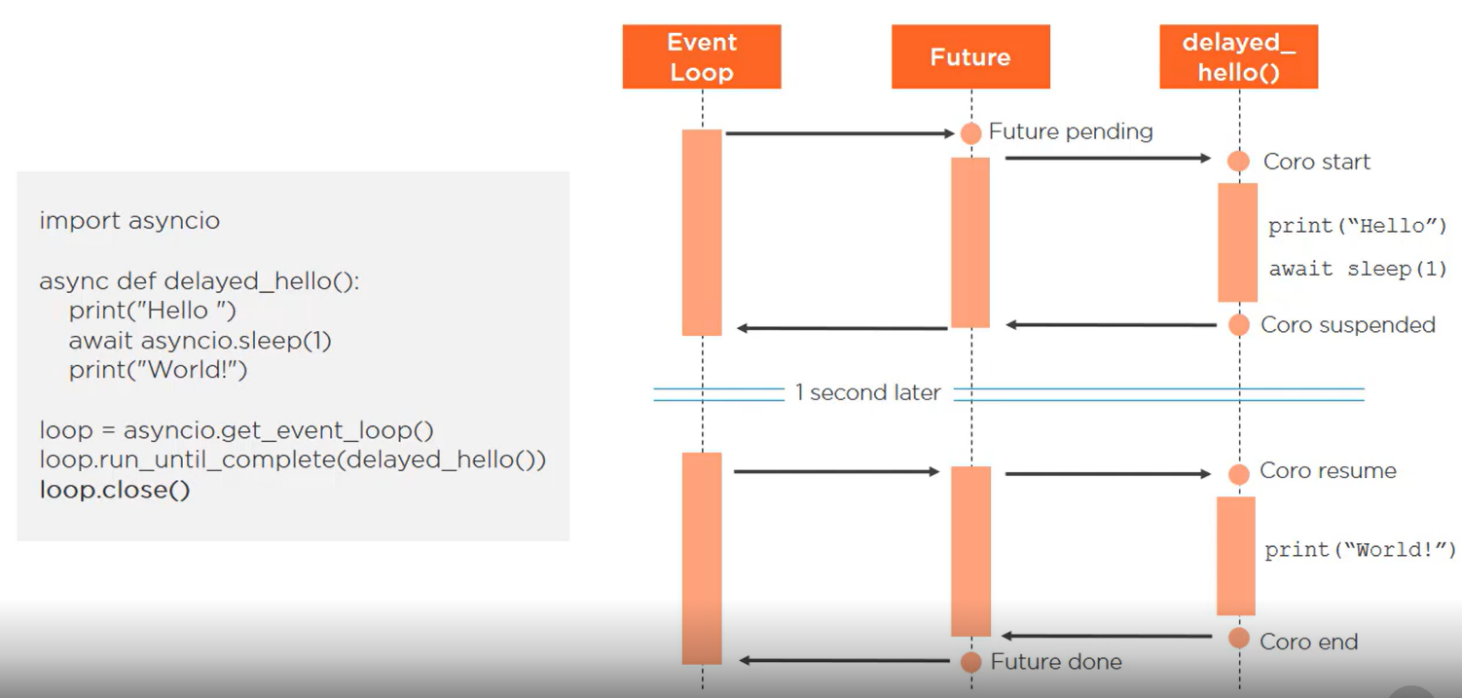 import asyncio
async def delayed_hello():
print("Hello ")
await asyncio.sleep(1)
print("World!")
loop = asyncio.get_event_loop()
loop.run_until_complete(delayed_hello())
loop.close()
Event
Loop
Future
delayed_
hello()
Future pending
Coro start
print(“Hello”)
await sleep(1)
Coro suspended
1 second later
Coro resume
print(“World!”)
Coro end
Future done